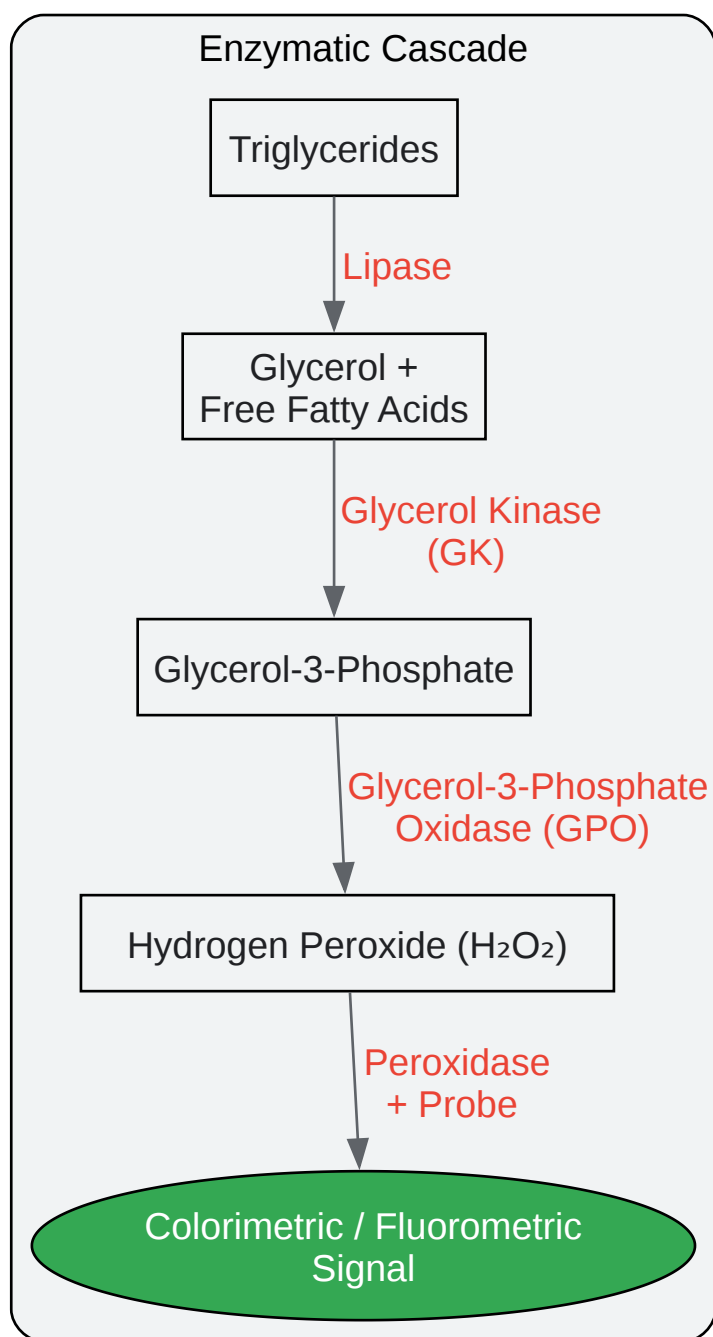 Enzymatic Cascade
Triglycerides
Lipase
Glycerol +
Free Fatty Acids
Glycerol Kinase
(GK)
Glycerol-3-Phosphate
Glycerol-3-Phosphate
Oxidase (GPO)
Hydrogen Peroxide (H₂O₂)
Peroxidase
+ Probe
Colorimetric / Fluorometric
Signal